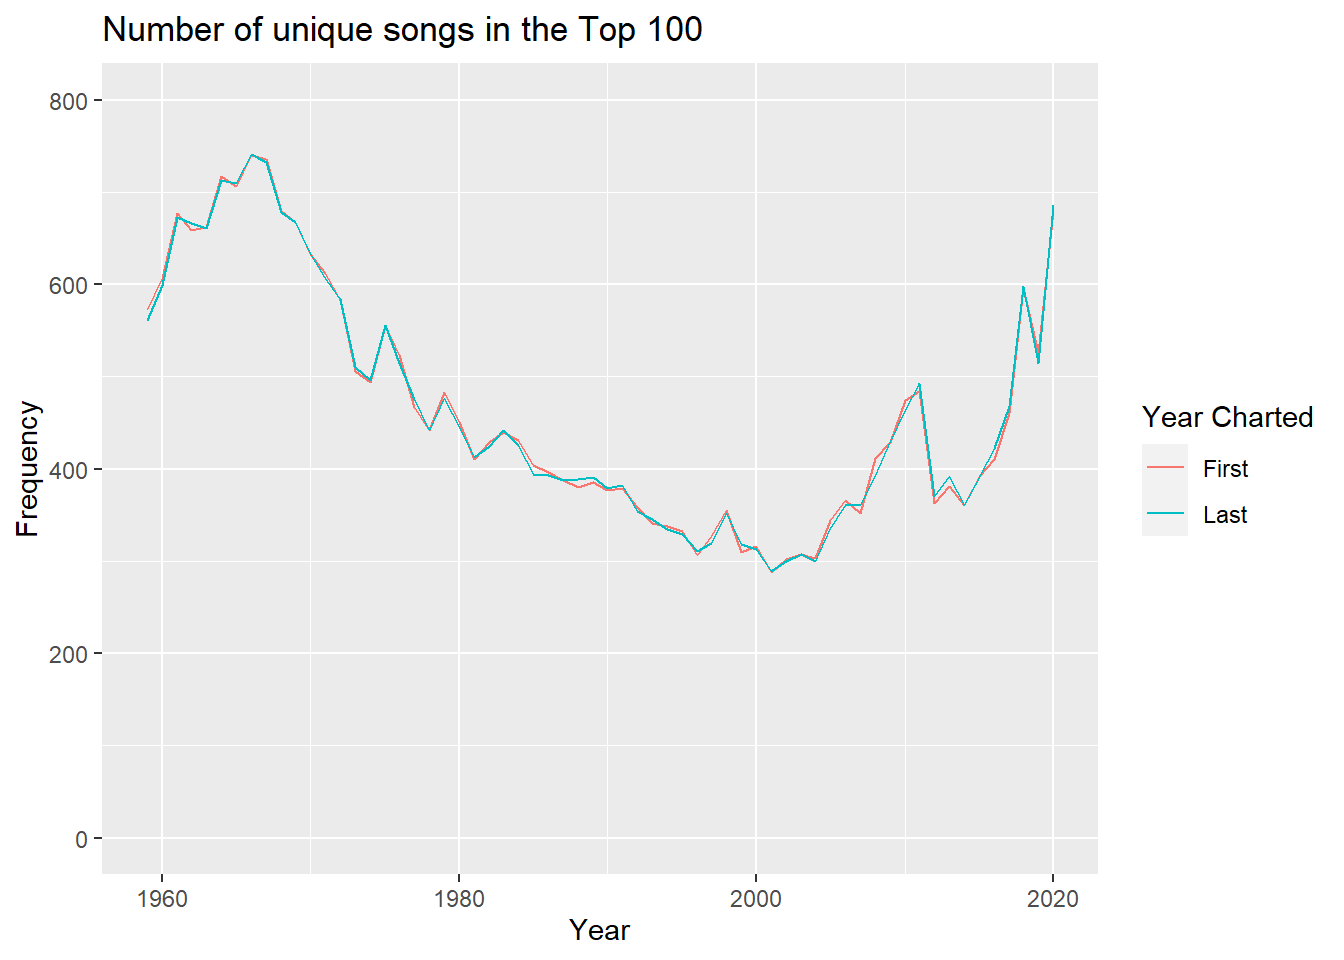 Number of unique songs in the Top 100
800
600
400
200
0
Frequency
1960
1980
2000
2020
Year
Year Charted
First
Last